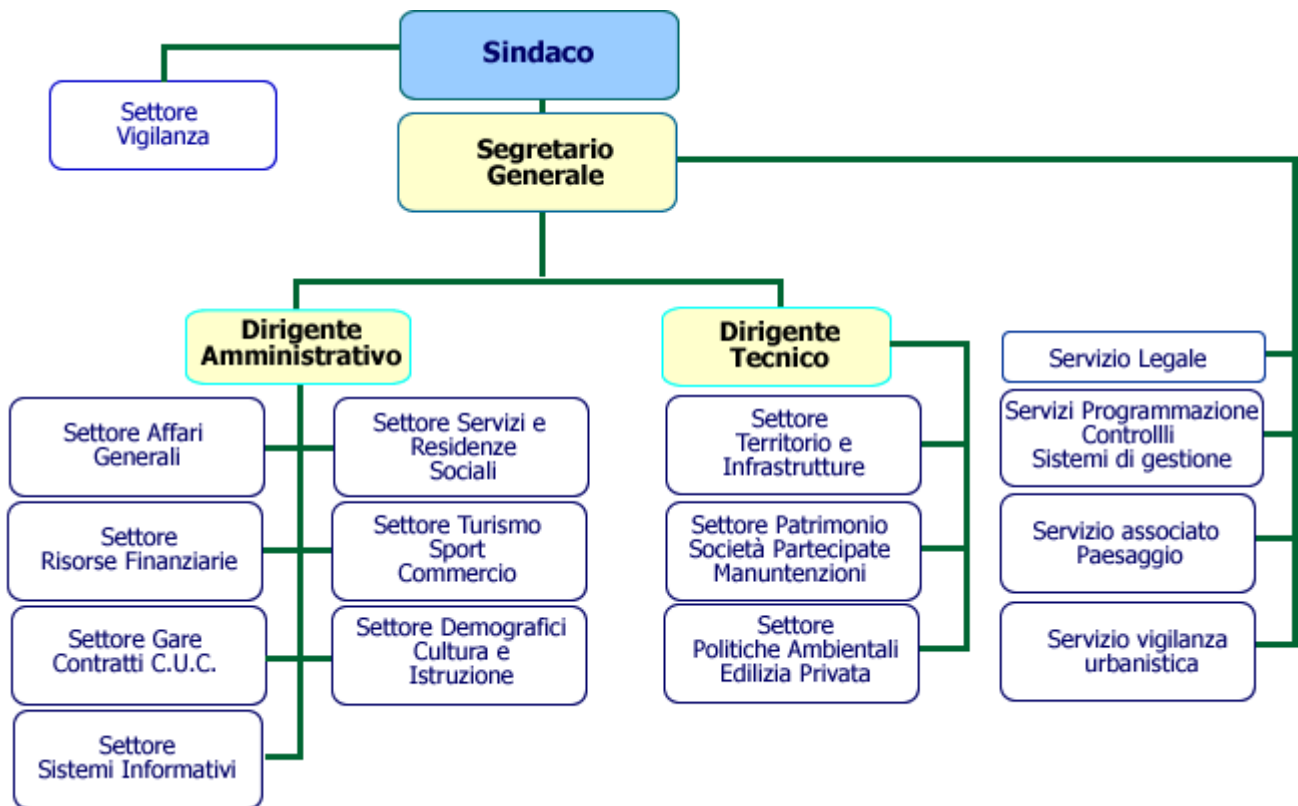 Sindaco
Settore
Vigilanza
Segretario
Generale
Dirigente
Amministrativo
Dirigente
Tecnico
Settore Affari
Generali
Settore
Risorse Finanziarie
Settore Gare
Contratti C.U.C.
Settore
Sistemi Informativi
Settore Servizi e
Residenze
Sociali
Settore Turismo
Sport
Commercio
Settore Demografici
Cultura e
Istruzione
Settore
Territorio e
Infrastrutture
Settore Patrimonio
Società Partecipate
Manuntenzioni
Settore
Politiche Ambientali
Edilizia Privata
Servizio Legale
Servizi Programmazione
Controllli
Sistemi di gestione
Servizio associato
Paesaggio
Servizio vigilanza
urbanistica